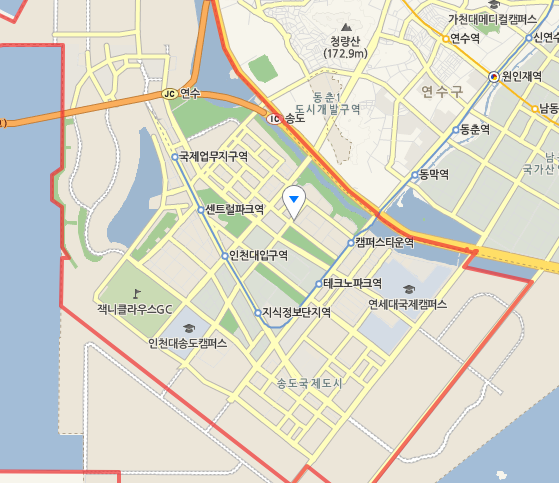 가천대메디컬캠퍼스
청량산
(172.9m)
연수역
신연수
원인재역
JC 연수
연수구
동춘1
도시개발구역
남동
IC 송도
동춘역
국제업무지구역
남
국가산
동막역
센트럴파크역
캠퍼스타운역
인천대입구역
테크노파크역
잭니클라우스GC
연세대국제캠퍼스
지식정보단지역
인천대송도캠퍼스
송도국제도시